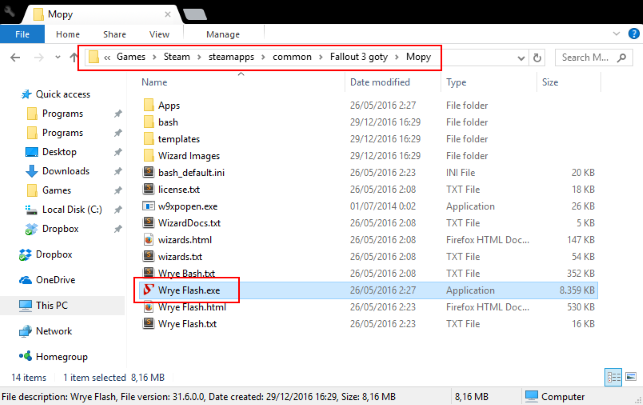 Mopy
File Home Share View Manage
« Games > Steam > steamapps > common > Fallout 3 goty > Mopy
Search M...
Name Date modified Type Size
Quick access
Programs
Programs
Desktop
Downloads
Games
Local Disk (C:)
Dropbox
Dropbox
OneDrive
This PC
Network
Homegroup
Apps 26/05/2016 2:27 File folder
bash 29/12/2016 16:29 File folder
templates 29/12/2016 16:29 File folder
Wizard Images 29/12/2016 16:29 File folder
bash_default.ini 26/05/2016 2:23 INI File 20 KB
license.txt 26/05/2016 2:08 TXT File 18 KB
w9xpopen.exe 01/07/2014 0:02 Application 26 KB
WizardDocs.txt 26/05/2016 2:08 TXT File 5 KB
wizards.html 26/05/2016 2:08 Firefox HTML Doc... 147 KB
wizards.txt 26/05/2016 2:08 TXT File 54 KB
Wrye Bash.txt 26/05/2016 2:08 TXT File 352 KB
Wrye Flash.exe 26/05/2016 2:27 Application 8.359 KB
Wrye Flash.html 26/05/2016 2:23 Firefox HTML Doc... 530 KB
Wrye Flash.txt 26/05/2016 2:23 TXT File 16 KB
14 items 1 item selected 8,16 MB
File description: Wrye Flash, File version: 31.6.0.0, Date created: 29/12/2016 16:29, Size: 8,16 MB 8,16 MB Computer